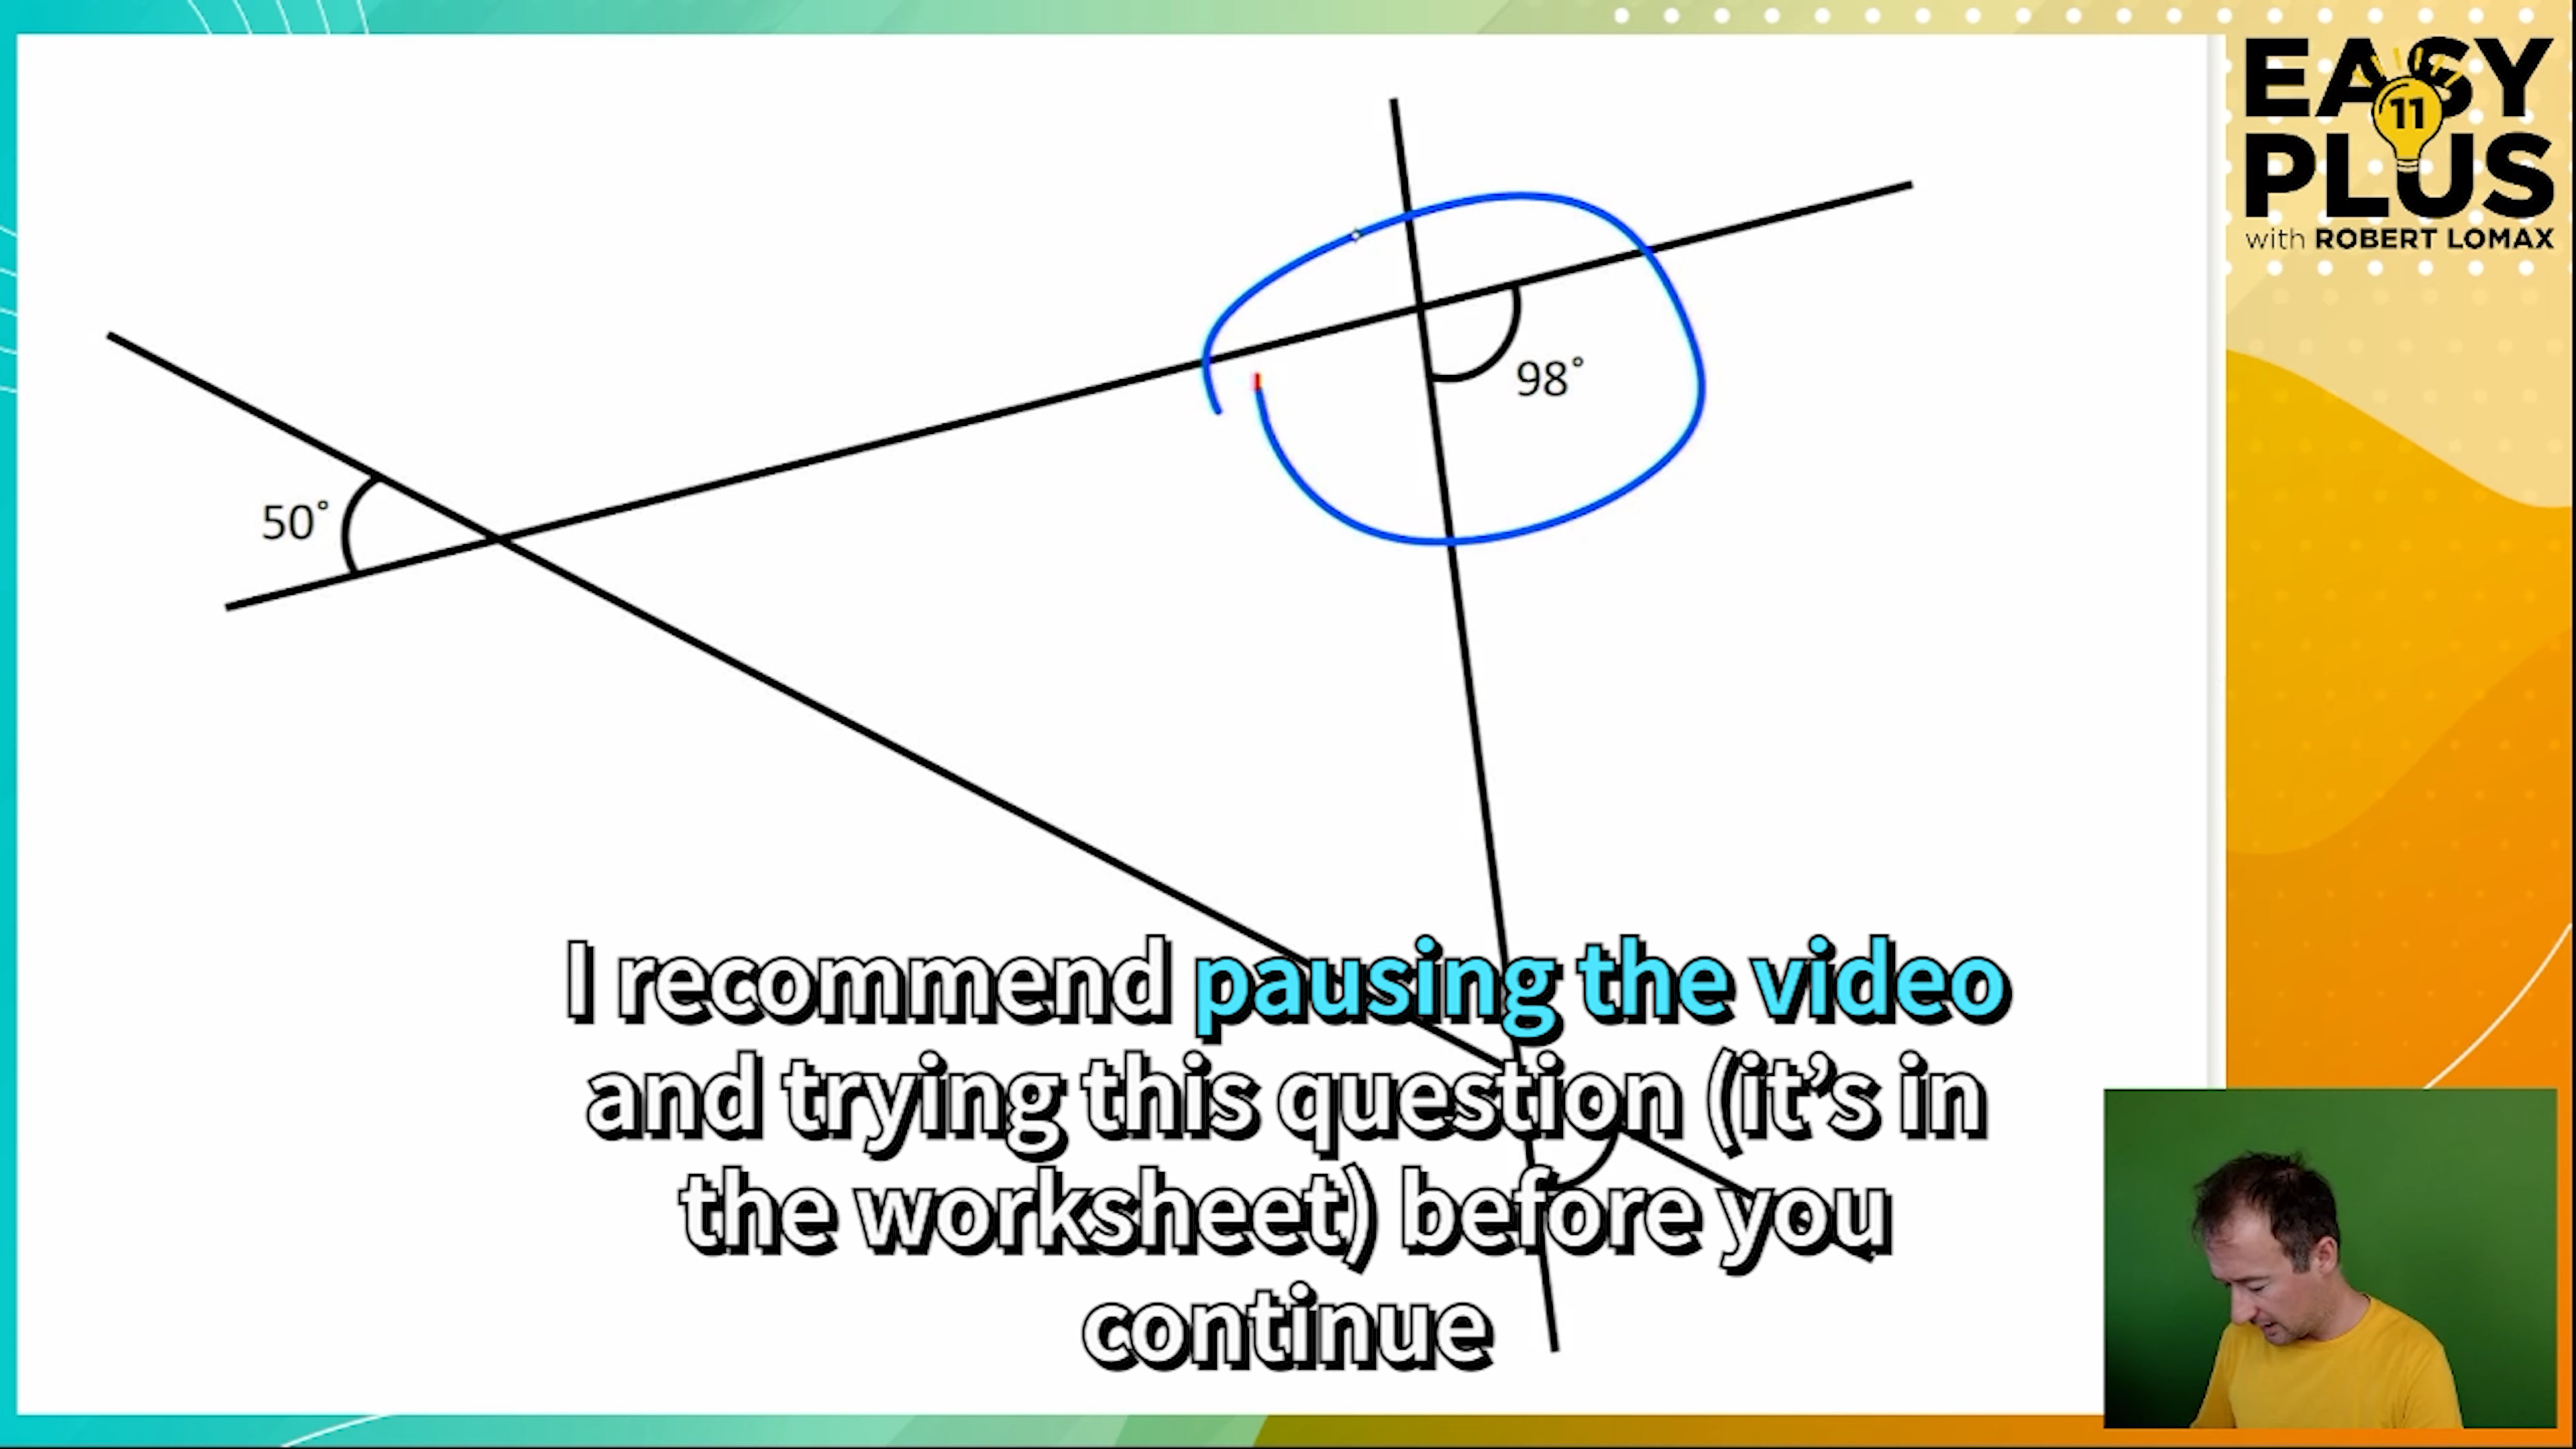 EASY
11
PLUS
with ROBERT LOMAX
98°
50°
I recommend pausing the video
and trying this question (it’s in
the worksheet) before you
continue